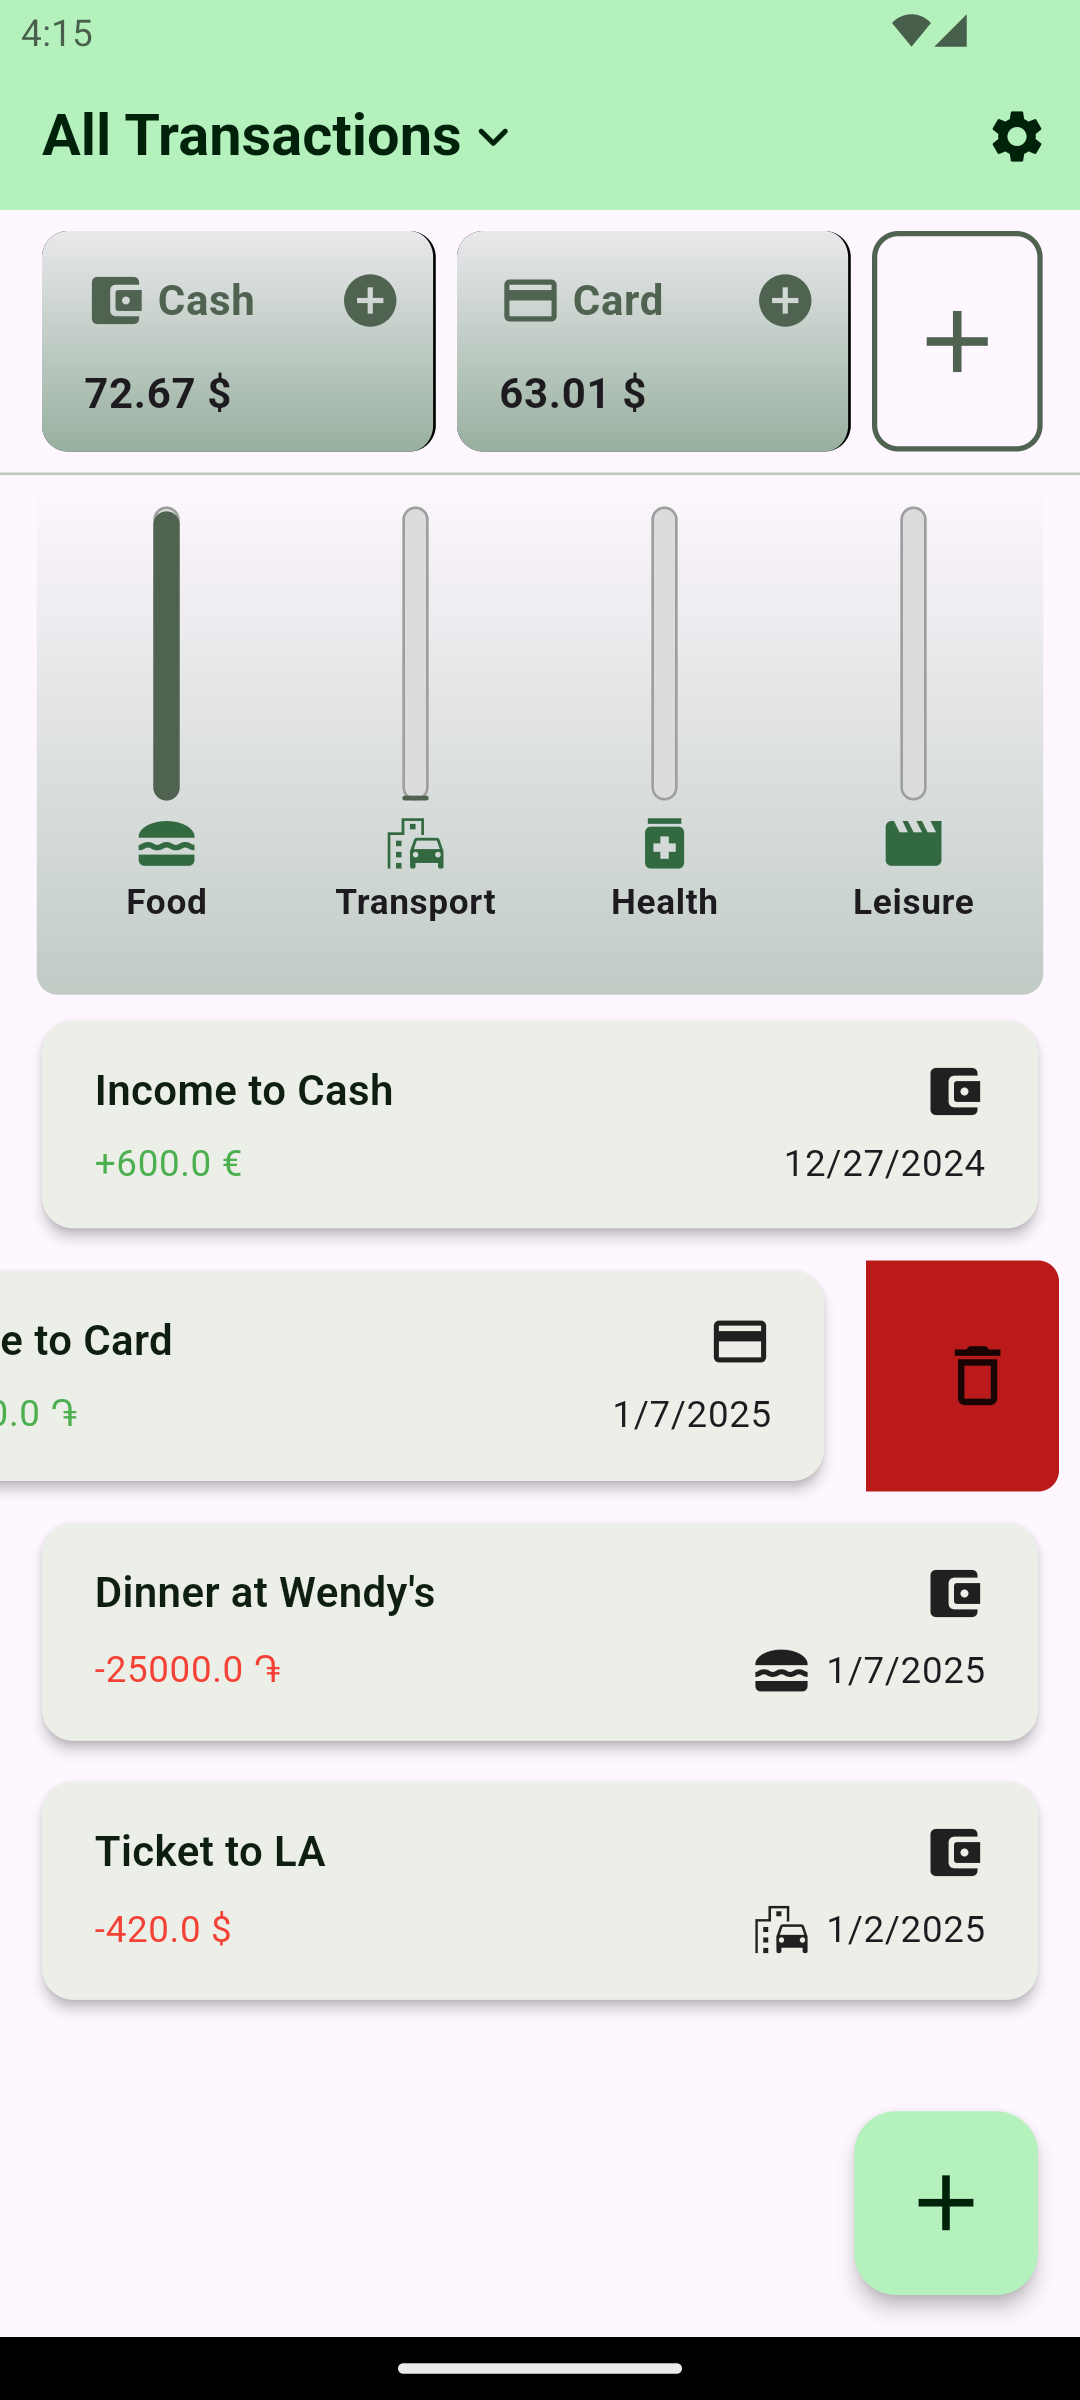 4:15
All Transactions
Cash
72.67 $
Card
63.01 $
Food Transport Health Leisure
Income to Cash
+600.0 €
12/27/2024
e to Card
0.0 ֏
1/7/2025
Dinner at Wendy's
-25000.0 ֏
1/7/2025
Ticket to LA
-420.0 $
1/2/2025